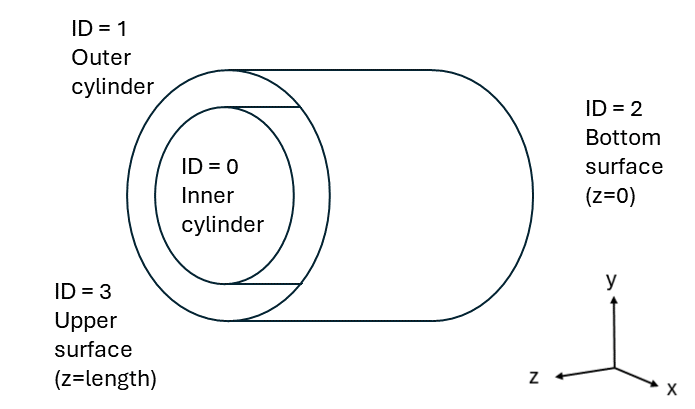 ID = 1
Outer
cylinder
ID = 2
Bottom
surface
(z=0)
ID = 0
Inner
cylinder
ID = 3
Upper
surface
(z=length)
y
z
x